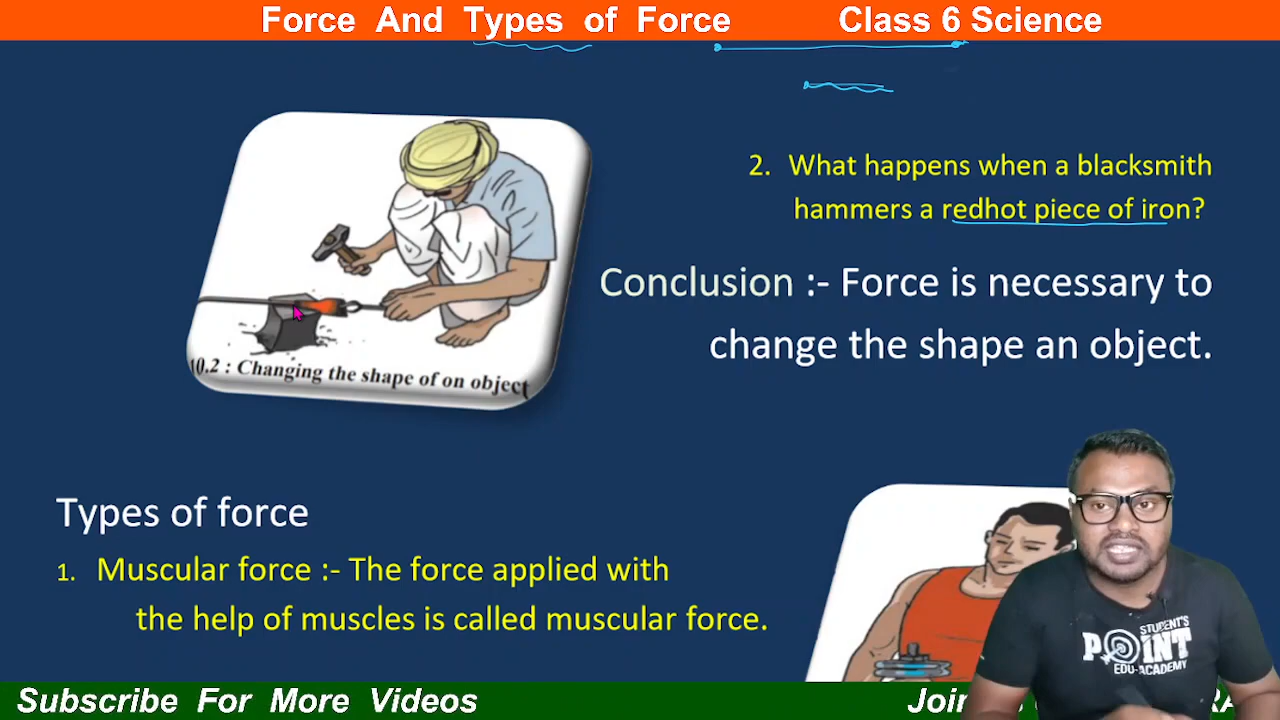 Force And Types of Force Class 6 Science
2. What happens when a blacksmith
hammers a redhot piece of iron?
Conclusion :- Force is necessary to
change the shape an object.
10.2 : Changing the shape of on object
Types of force
1. Muscular force :- The force applied with
the help of muscles is called muscular force.
STUDENT'S
POINT
EDU-ACADEMY
Subscribe For More Videos
Join